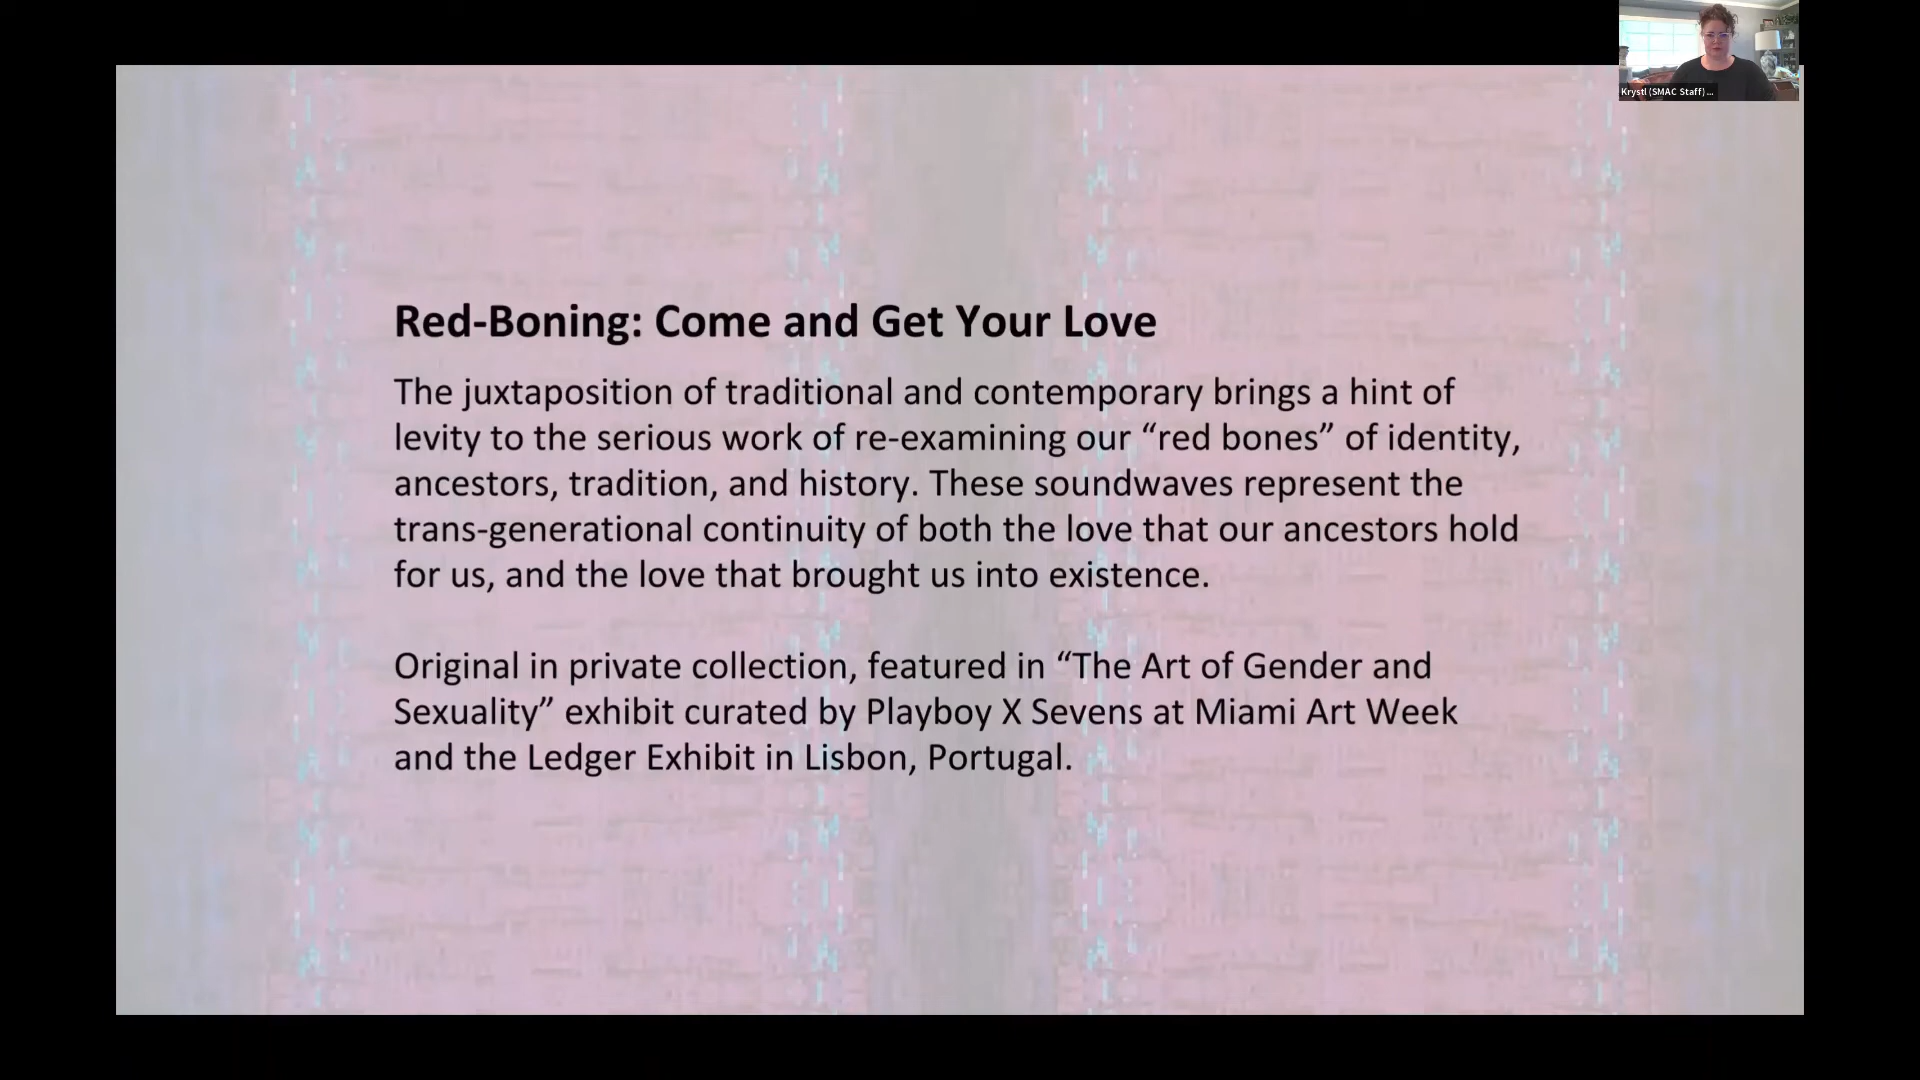 Krystl (SMAC Staff) ...
Red-Boning: Come and Get Your Love
The juxtaposition of traditional and contemporary brings a hint of
levity to the serious work of re-examining our “red bones” of identity,
ancestors, tradition, and history. These soundwaves represent the
trans-generational continuity of both the love that our ancestors hold
for us, and the love that brought us into existence.
Original in private collection, featured in “The Art of Gender and
Sexuality” exhibit curated by Playboy X Sevens at Miami Art Week
and the Ledger Exhibit in Lisbon, Portugal.